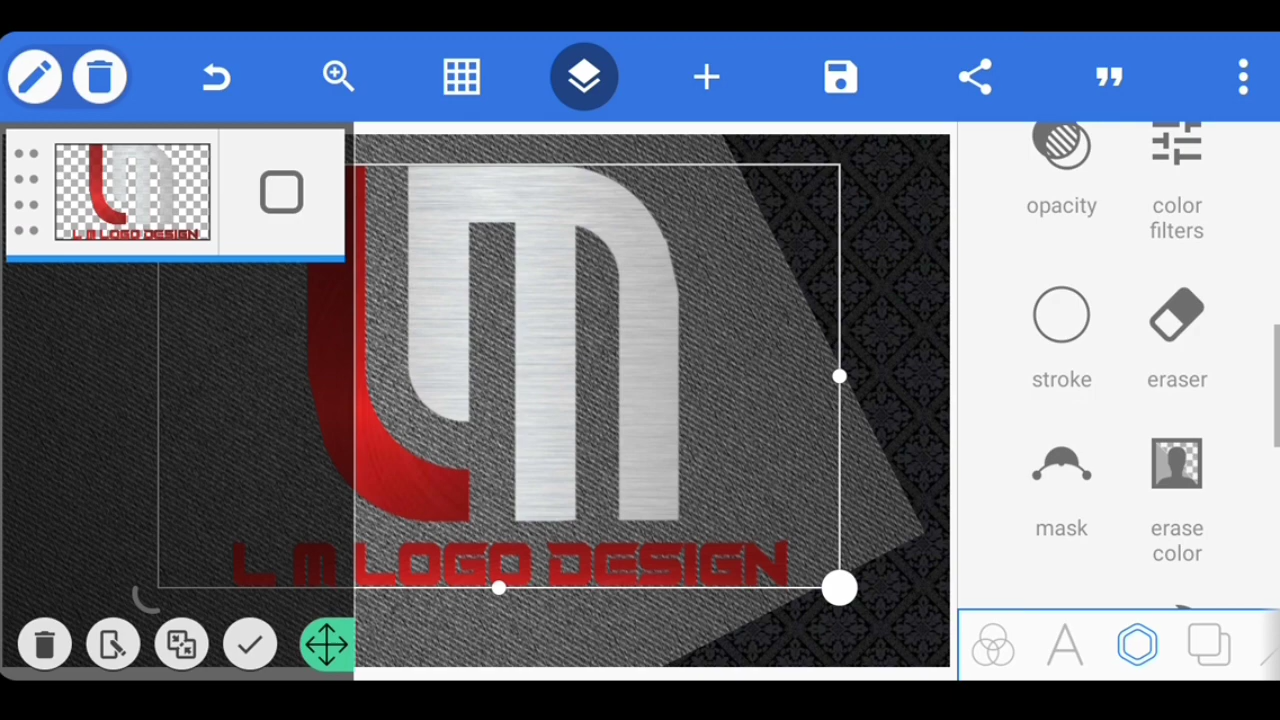 L M LOGO DESIGN
L M LOGO DESIGN
opacity
color
filters
stroke
eraser
mask
erase
color